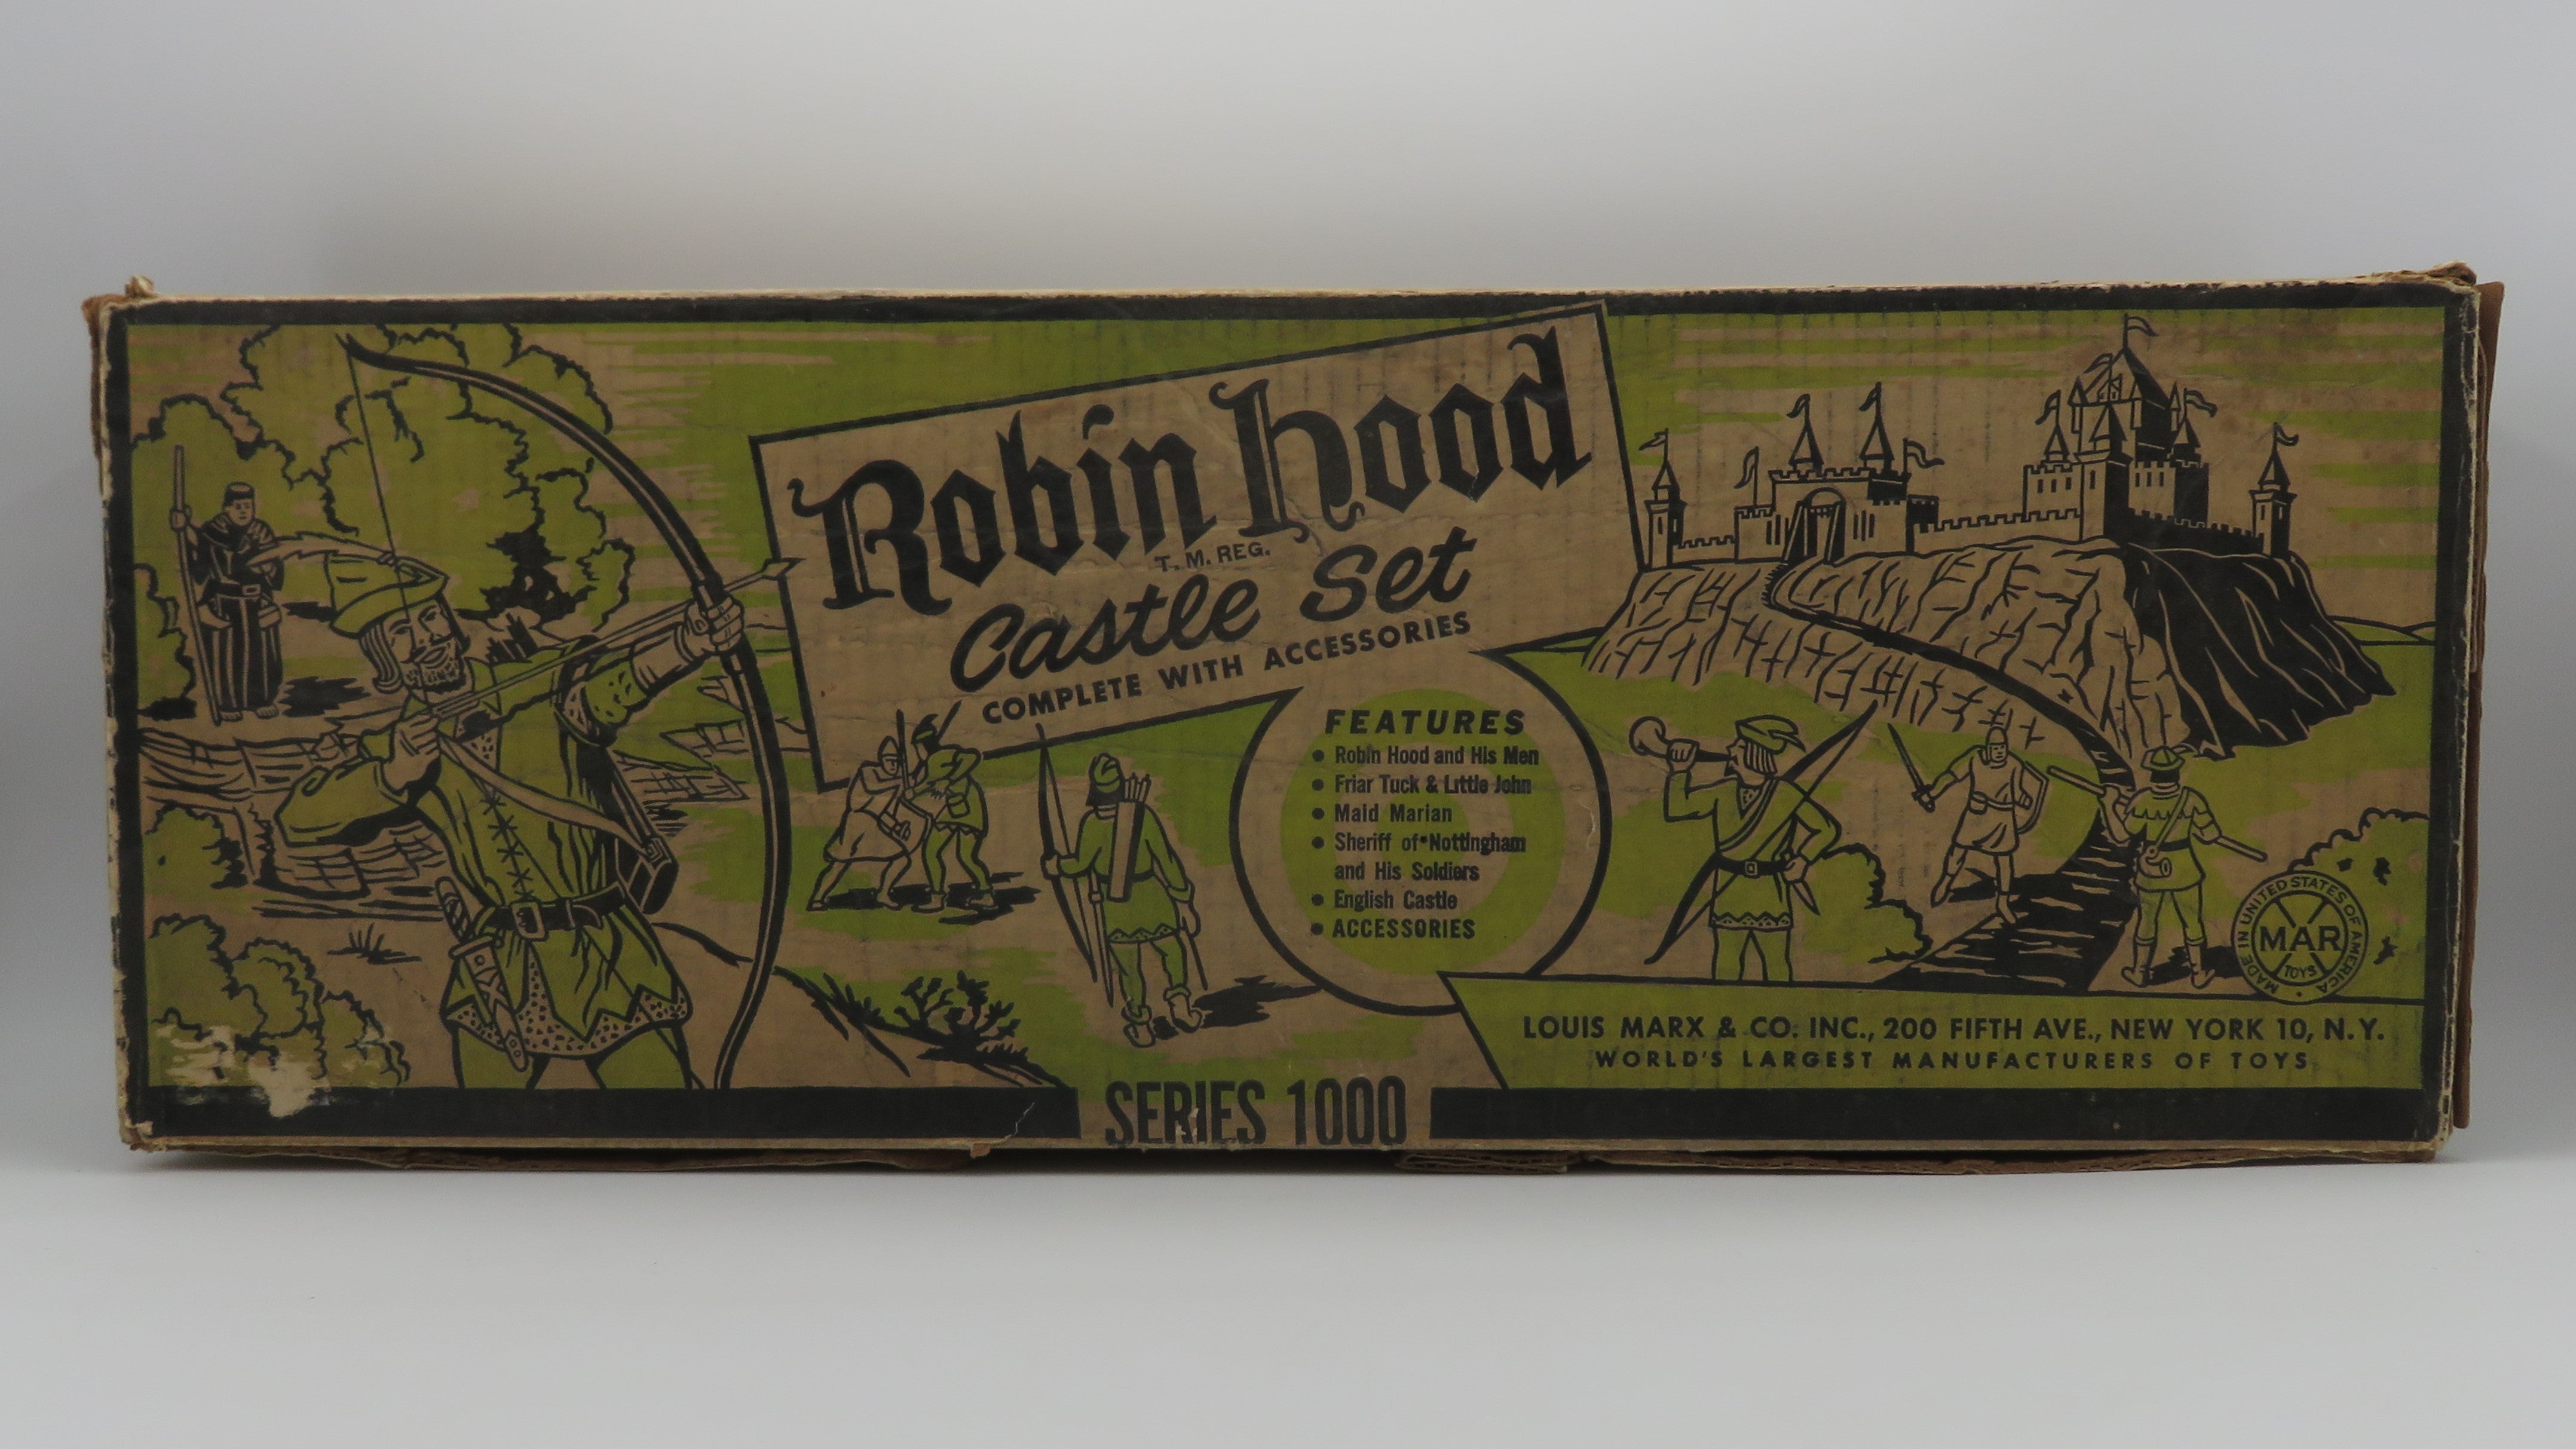 Robin Hood
T. M. REG.
Castle Set
COMPLETE WITH ACCESSORIES
FEATURES
• Robin Hood and His Men
• Friar Tuck & Little John
• Maid Marian
• Sheriff of Nottingham
and His Soldiers
• English Castle
• ACCESSORIES
MADE IN UNITED STATES OF AMERICA
MAR
TOYS
LOUIS MARX & CO. INC., 200 FIFTH AVE., NEW YORK 10, N.Y.
WORLD'S LARGEST MANUFACTURERS OF TOYS
SERIES 1000